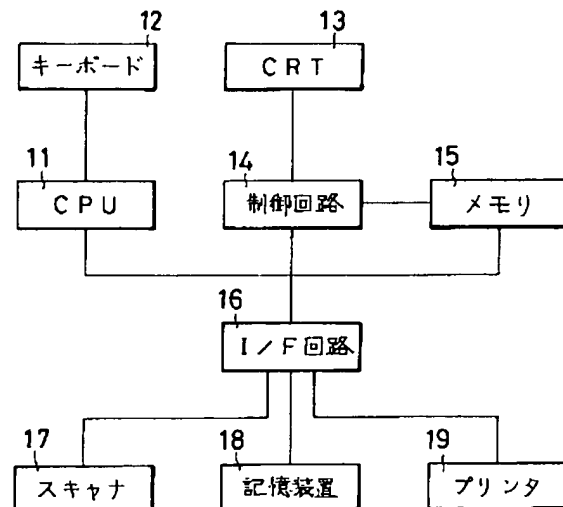 12
キーボード
13
CRT
11
CPU
14
制御回路
15
メモリ
16
I/F回路
17
スキャナ
18
記憶装置
19
プリンタ